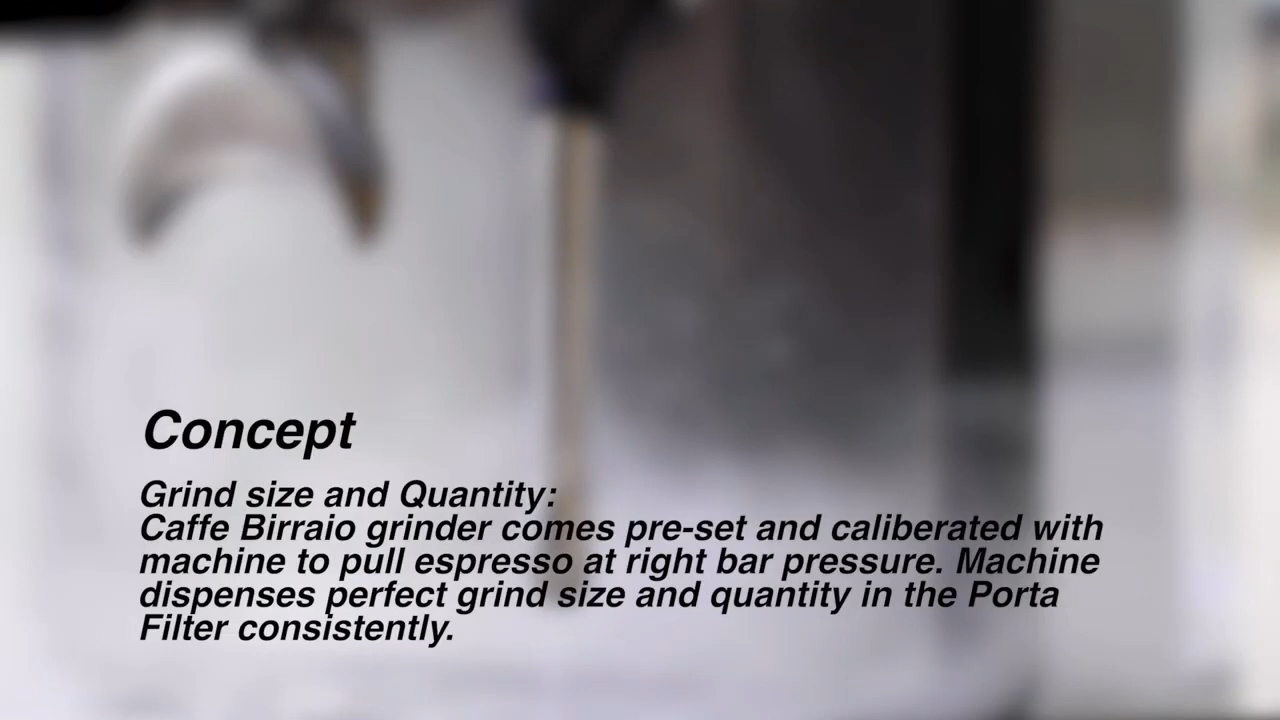 Concept
Grind size and Quantity:
Caffe Birraio grinder comes pre-set and caliberated with
machine to pull espresso at right bar pressure. Machine
dispenses perfect grind size and quantity in the Porta
Filter consistently.